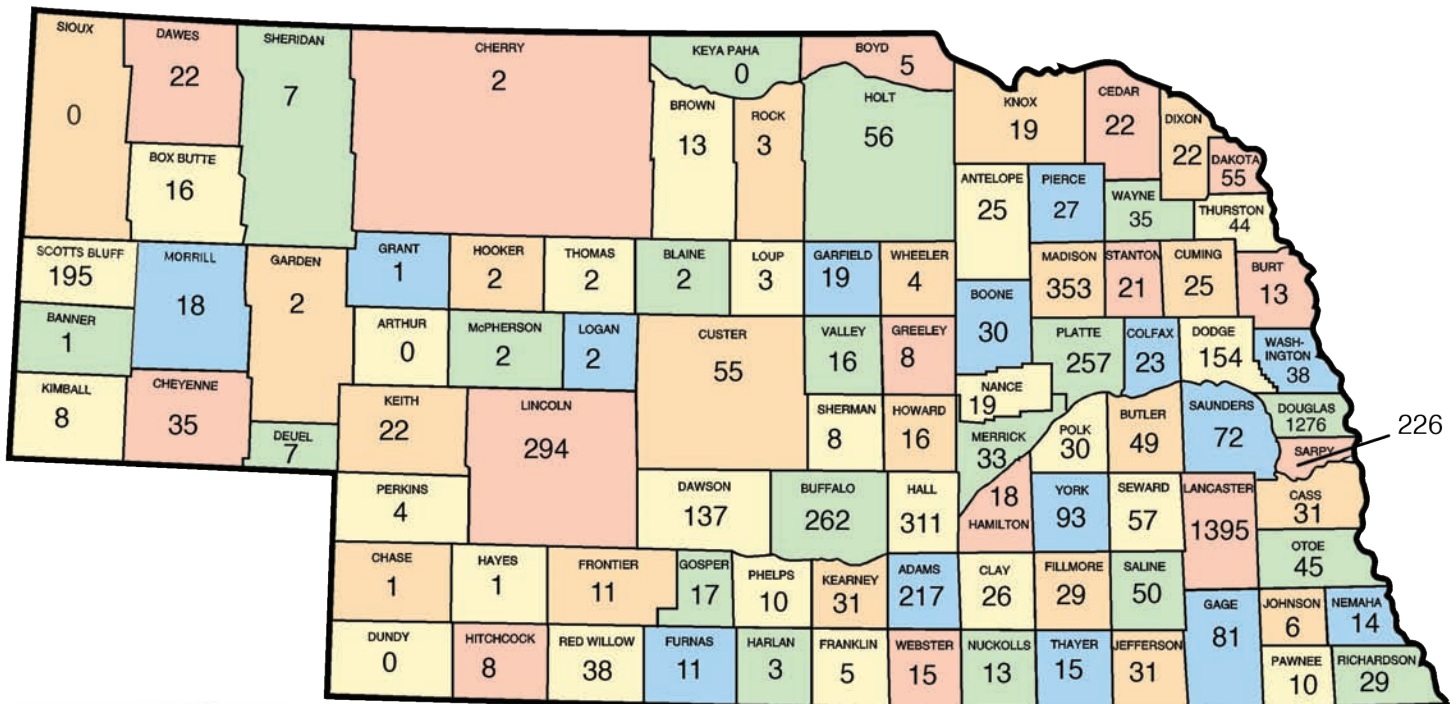 SIOUX
0
DAWES
22
SHERIDAN
7
CHERRY
2
KEYA PAHA
0
BOYD
5
BROWN
13
ROCK
3
HOLT
56
KNOX
19
CEDAR
22
DIXON
22
DAKOTA
55
BOX BUTTE
16
ANTELOPE
25
PIERCE
27
WAYNE
35
THURSTON
44
SCOTTS BLUFF
195
MORRILL
18
GARDEN
2
GRANT
1
HOOKER
2
THOMAS
2
BLAINE
2
LOUP
3
GARFIELD
19
WHEELER
4
BOONE
30
MADISON
353
STANTON
21
CUMING
25
BURT
13
BANNER
1
ARTHUR
0
McPHERSON
2
LOGAN
2
CUSTER
55
VALLEY
16
GREELEY
8
PLATTE
257
COLFAX
23
DODGE
154
WASH-
INGTON
38
KIMBALL
8
CHEYENNE
35
DEUEL
7
KEITH
22
LINCOLN
294
SHERMAN
8
HOWARD
16
NANCE
19
MERRICK
33
POLK
30
BUTLER
49
SAUNDERS
72
DOUGLAS
1276
SARPY
226
PERKINS
4
DAWSON
137
BUFFALO
262
HALL
311
18
HAMILTON
YORK
93
SEWARD
57
LANCASTER
1395
CASS
31
OTOE
45
CHASE
1
HAYES
1
FRONTIER
11
GOSPER
17
PHELPS
10
KEARNEY
31
ADAMS
217
CLAY
26
FILLMORE
29
SALINE
50
GAGE
81
JOHNSON
6
NEMAHA
14
DUNDY
0
HITCHCOCK
8
RED WILLOW
38
FURNAS
11
HARLAN
3
FRANKLIN
5
WEBSTER
15
NUCKOLLS
13
THAYER
15
JEFFERSON
31
PAWNEE
10
RICHARDSON
29